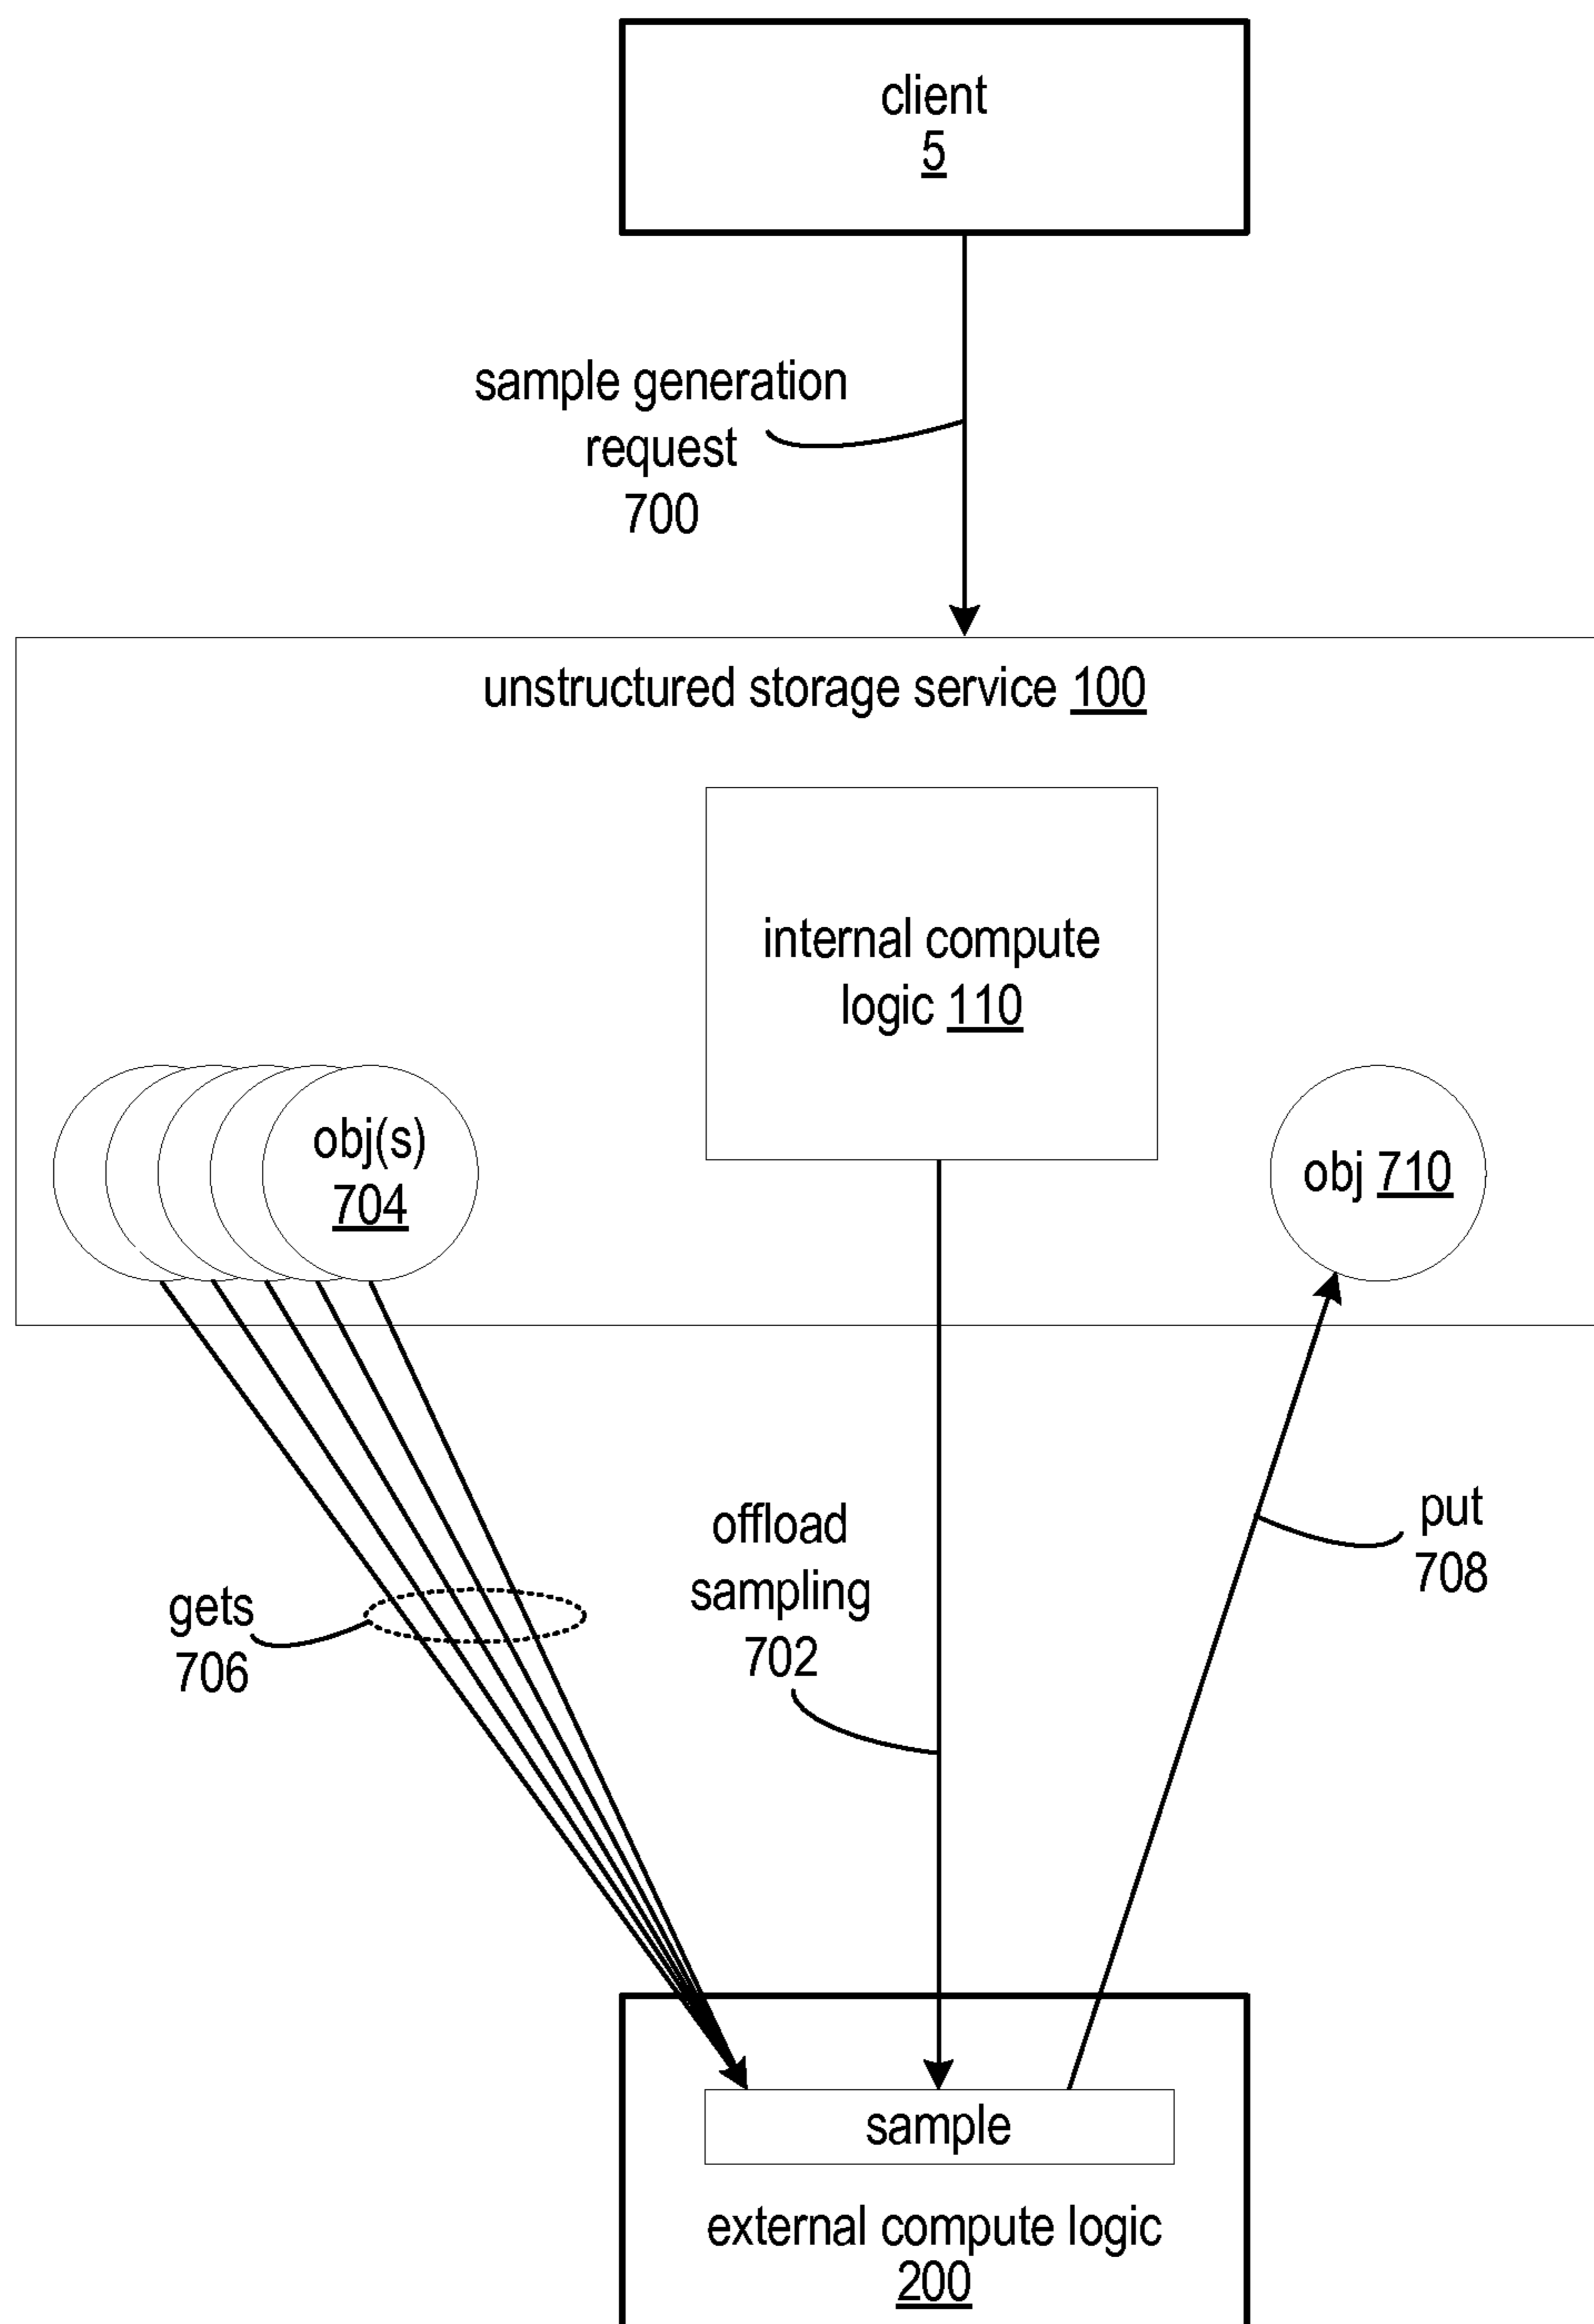 client
5
sample generation
request
700
unstructured storage service 100
internal compute
logic 110
obj(s)
704
obj 710
offload
sampling
702
put
708
gets
706
sample
external compute logic
200